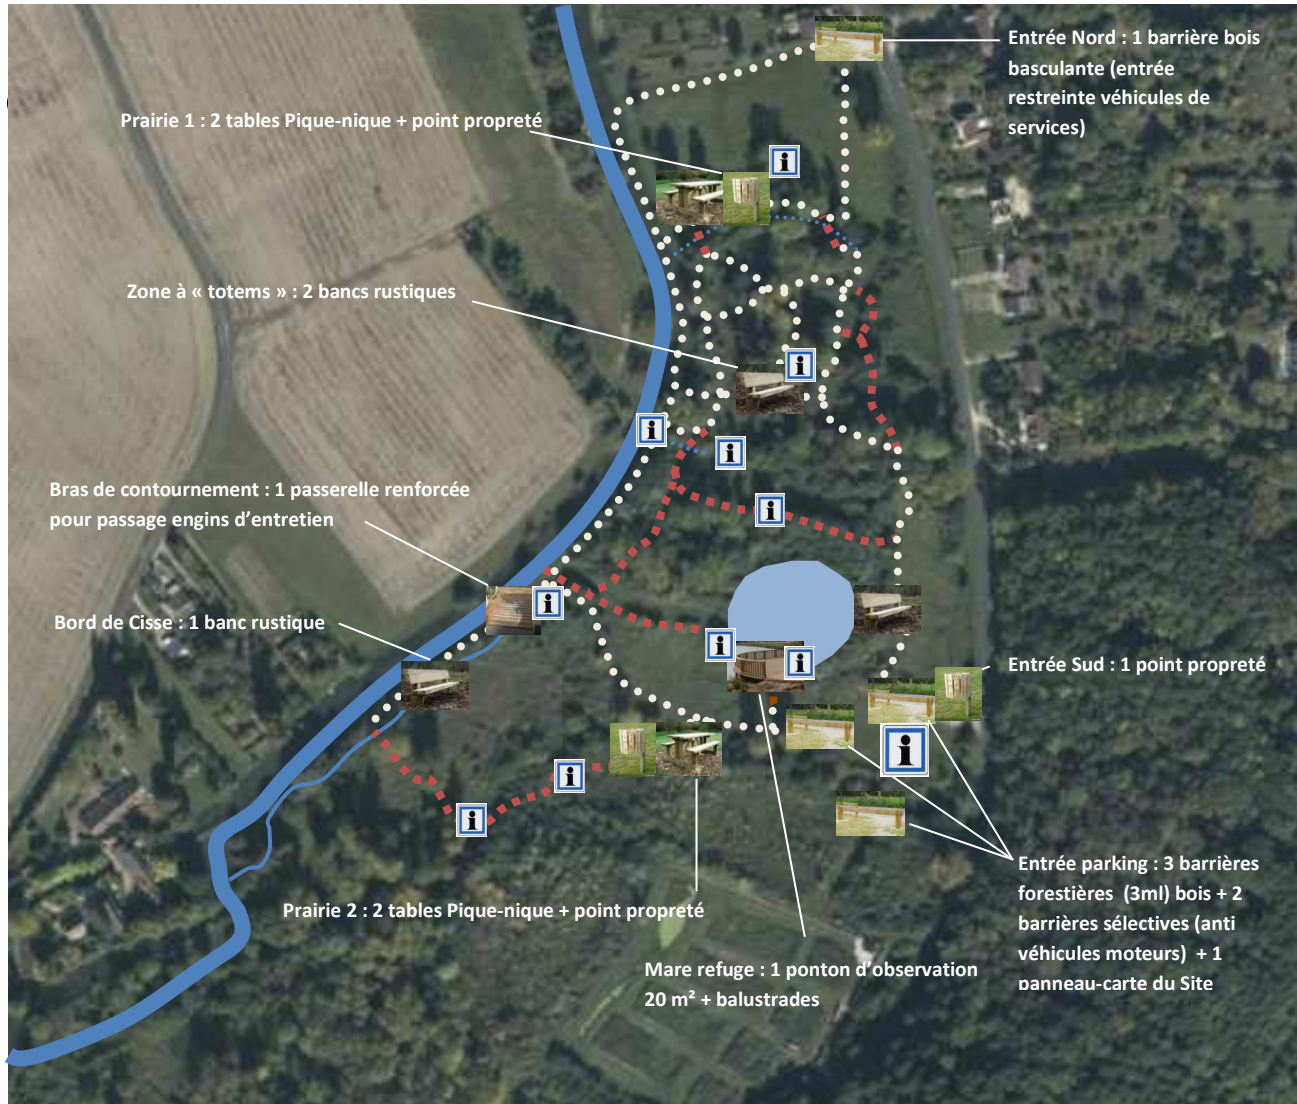 Entrée Nord : 1 barrière bois
basculante (entrée
restreinte véhicules de
services)
Prairie 1 : 2 tables Pique-nique + point propreté
Zone à « totems » : 2 bancs rustiques
Bras de contournement : 1 passerelle renforcée
pour passage engins d’entretien
Bord de Cisse : 1 banc rustique
Entrée Sud : 1 point propreté
Entrée parking : 3 barrières
forestières (3ml) bois + 2
barrières sélectives (anti
véhicules moteurs) + 1
panneau-carte du Site
Prairie 2 : 2 tables Pique-nique + point propreté
Mare refuge : 1 ponton d’observation
20 m² + balustrades
i
i
i
i
i
i
i
i
i
i
i